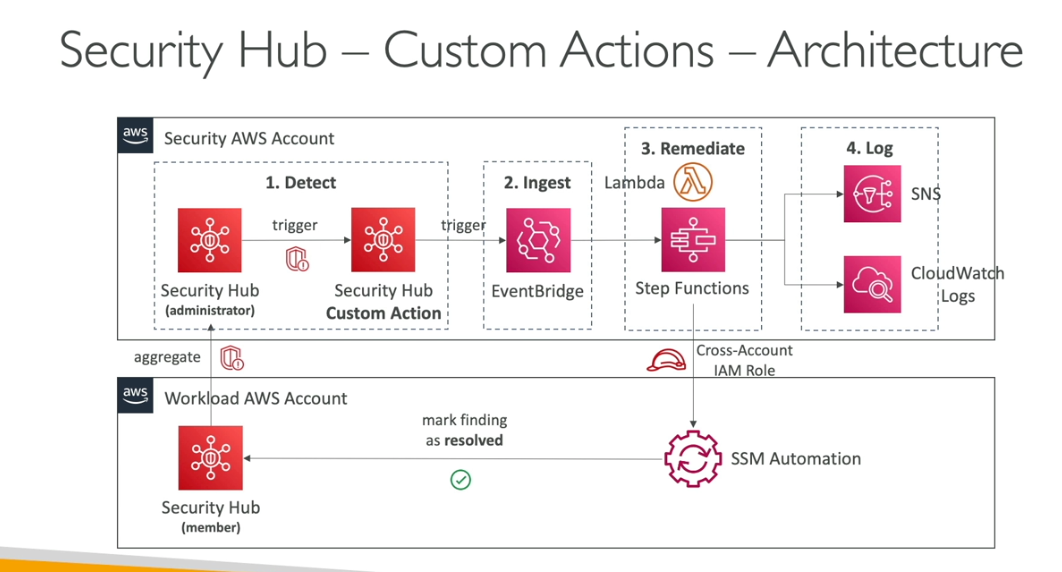 Security Hub – Custom Actions – Architecture
aws
Security AWS Account
1. Detect
2. Ingest
3. Remediate
4. Log
Lambda
trigger
trigger
SNS
Security Hub
(administrator)
Security Hub
Custom Action
EventBridge
Step Functions
CloudWatch
Logs
aggregate
Cross-Account
IAM Role
aws
Workload AWS Account
mark finding
as resolved
SSM Automation
Security Hub
(member)